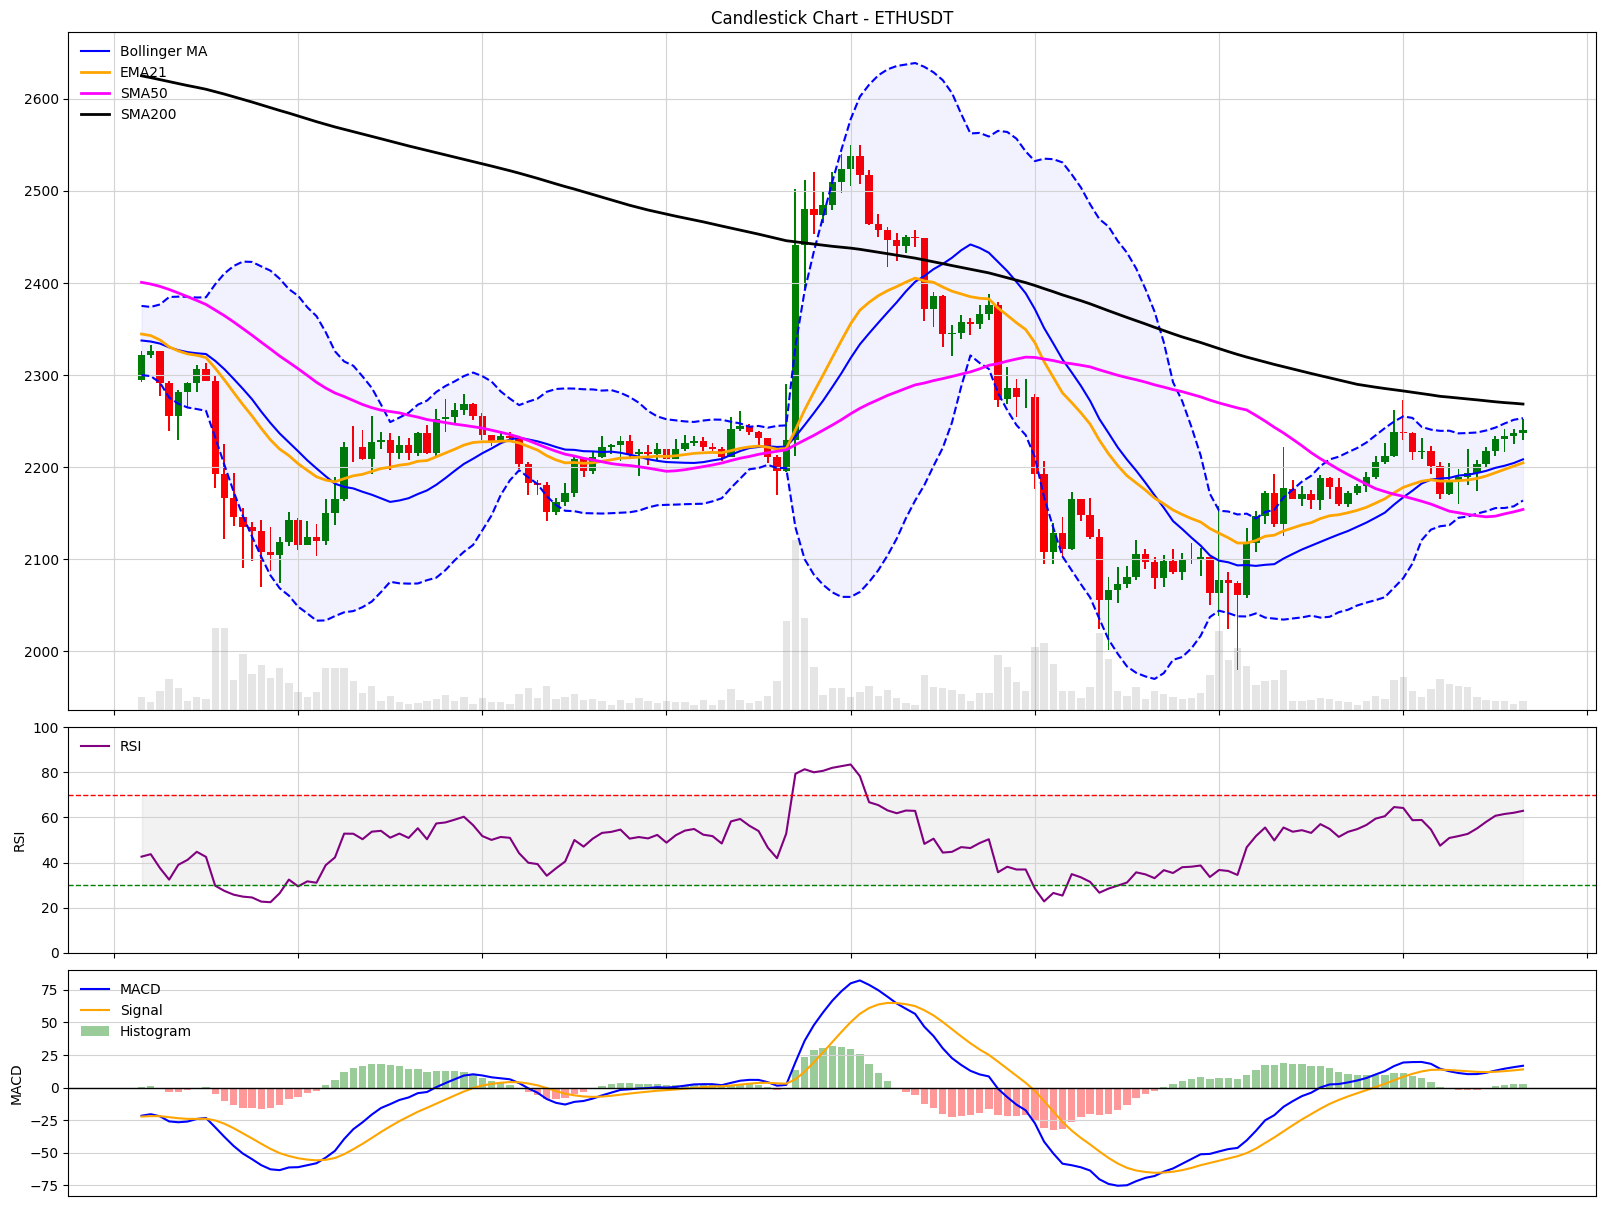 Candlestick Chart - ETHUSDT
Bollinger MA
EMA21
SMA50
SMA200
2600
2500
2400
2300
2200
2100
2000
RSI
100
80
60
40
20
0
RSI
MACD
Signal
Histogram
75
50
25
0
−25
−50
−75
MACD